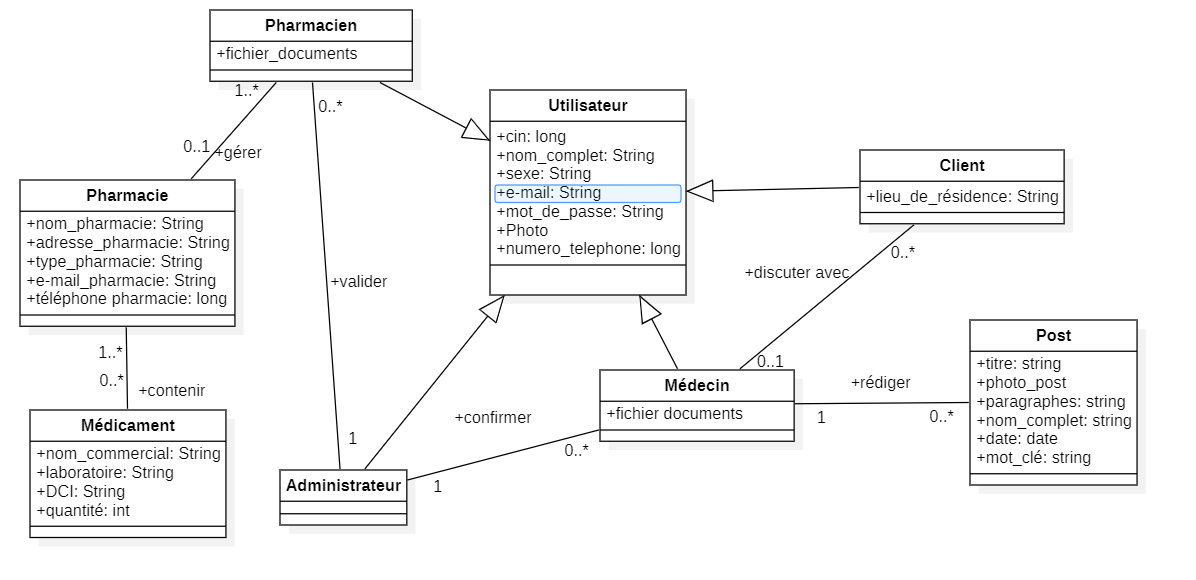 Pharmacien
+fichier_documents
1..*
0..*
0..1
+gérer
Utilisateur
+cin: long
+nom_complet: String
+sexe: String
+e-mail: String
+mot_de_passe: String
+Photo
+numero_telephone: long
Client
+lieu_de_résidence: String
0..*
+discuter avec
0..1
Pharmacie
+nom_pharmacie: String
+adresse_pharmacie: String
+type_pharmacie: String
+e-mail_pharmacie: String
+téléphone pharmacie: long
+valider
1..*
0..*
+contenir
Médicament
+nom_commercial: String
+laboratoire: String
+DCI: String
+quantité: int
1
Administrateur
1
+confirmer
0..*
Médecin
+fichier documents
+rédiger
1
0..*
Post
+titre: string
+photo_post
+paragraphes: string
+nom_complet: string
+date: date
+mot_clé: string